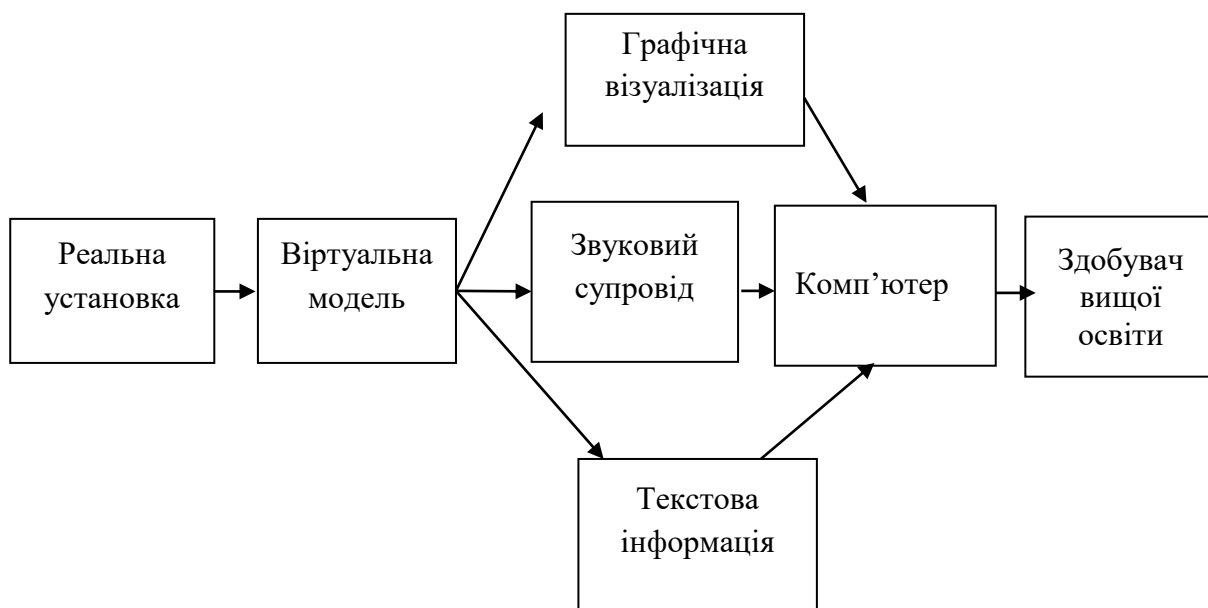 Графічна
візуалізація
Реальна
установка
Віртуальна
модель
Звуковий
супровід
Комп’ютер
Здобувач
вищої
освіти
Текстова
інформація